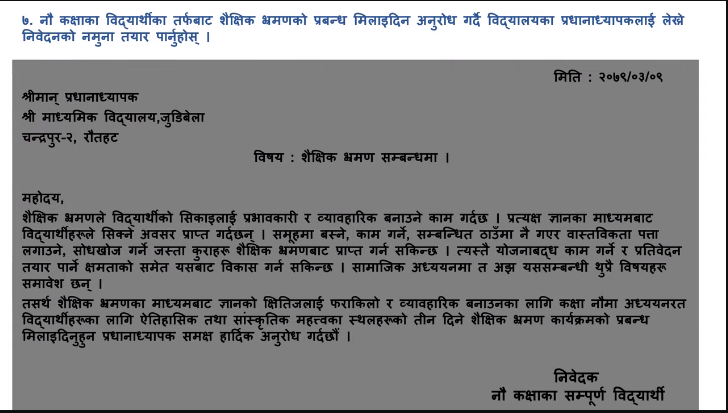 ७. नौ कक्षाका विद्यार्थीका तर्फबाट शैक्षिक भ्रमणको प्रबन्ध मिलाइदिन अनुरोध गर्दै विद्यालयका प्रधानाध्यापकलाई लेख्ने
निवेदनको नमुना तयार पार्नुहोस् ।
मिति : २०७९/०३/०९
श्रीमान् प्रधानाध्यापक
श्री माध्यमिक विद्यालय,जुडिबेला
चन्द्रपुर-२, रौतहट
विषय : शैक्षिक भ्रमण सम्बन्धमा ।
महोदय,
शैक्षिक भ्रमणले विद्यार्थीको सिकाइलाई प्रभावकारी र व्यावहारिक बनाउने काम गर्दछ । प्रत्यक्ष ज्ञानका माध्यमबाट
विद्यार्थीहरूले सिक्ने अवसर प्राप्त गर्दछन् । समूहमा बस्ने, काम गर्ने, सम्बन्धित ठाउँमा नै गएर वास्तविकता पत्ता
लगाउने, सोधखोज गर्ने जस्ता कुराहरू शैक्षिक भ्रमणबाट प्राप्त गर्न सकिन्छ । त्यस्तै योजनाबद्ध काम गर्ने र प्रतिवेदन
तयार पार्ने क्षमताको समेत यसबाट विकास गर्न सकिन्छ । सामाजिक अध्ययनमा त अझ यससम्बन्धी थुप्रै विषयहरू
समावेश छन् ।
तसर्थ शैक्षिक भ्रमणका माध्यमबाट ज्ञानको क्षितिजलाई फराकिलो र व्यावहारिक बनाउनका लागि कक्षा नौमा अध्ययनरत
विद्यार्थीहरूका लागि ऐतिहासिक तथा सांस्कृतिक महत्त्वका स्थलहरूको तीन दिने शैक्षिक भ्रमण कार्यक्रमको प्रबन्ध
मिलाइदिनुहुन प्रधानाध्यापक समक्ष हार्दिक अनुरोध गर्दछौं ।
निवेदक
नौ कक्षाका सम्पूर्ण विद्यार्थी